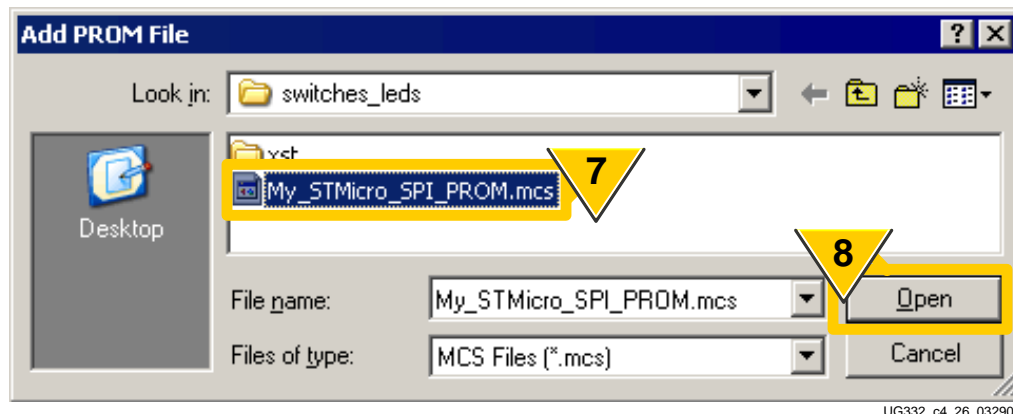 Add PROM File
Look in: switches_leds
xst
My_STMicro_SPI_PROM.mcs
7
Desktop
8
File name: My_STMicro_SPI_PROM.mcs Open
Files of type: MCS Files (*.mcs) Cancel
UG332_c4_26_03290